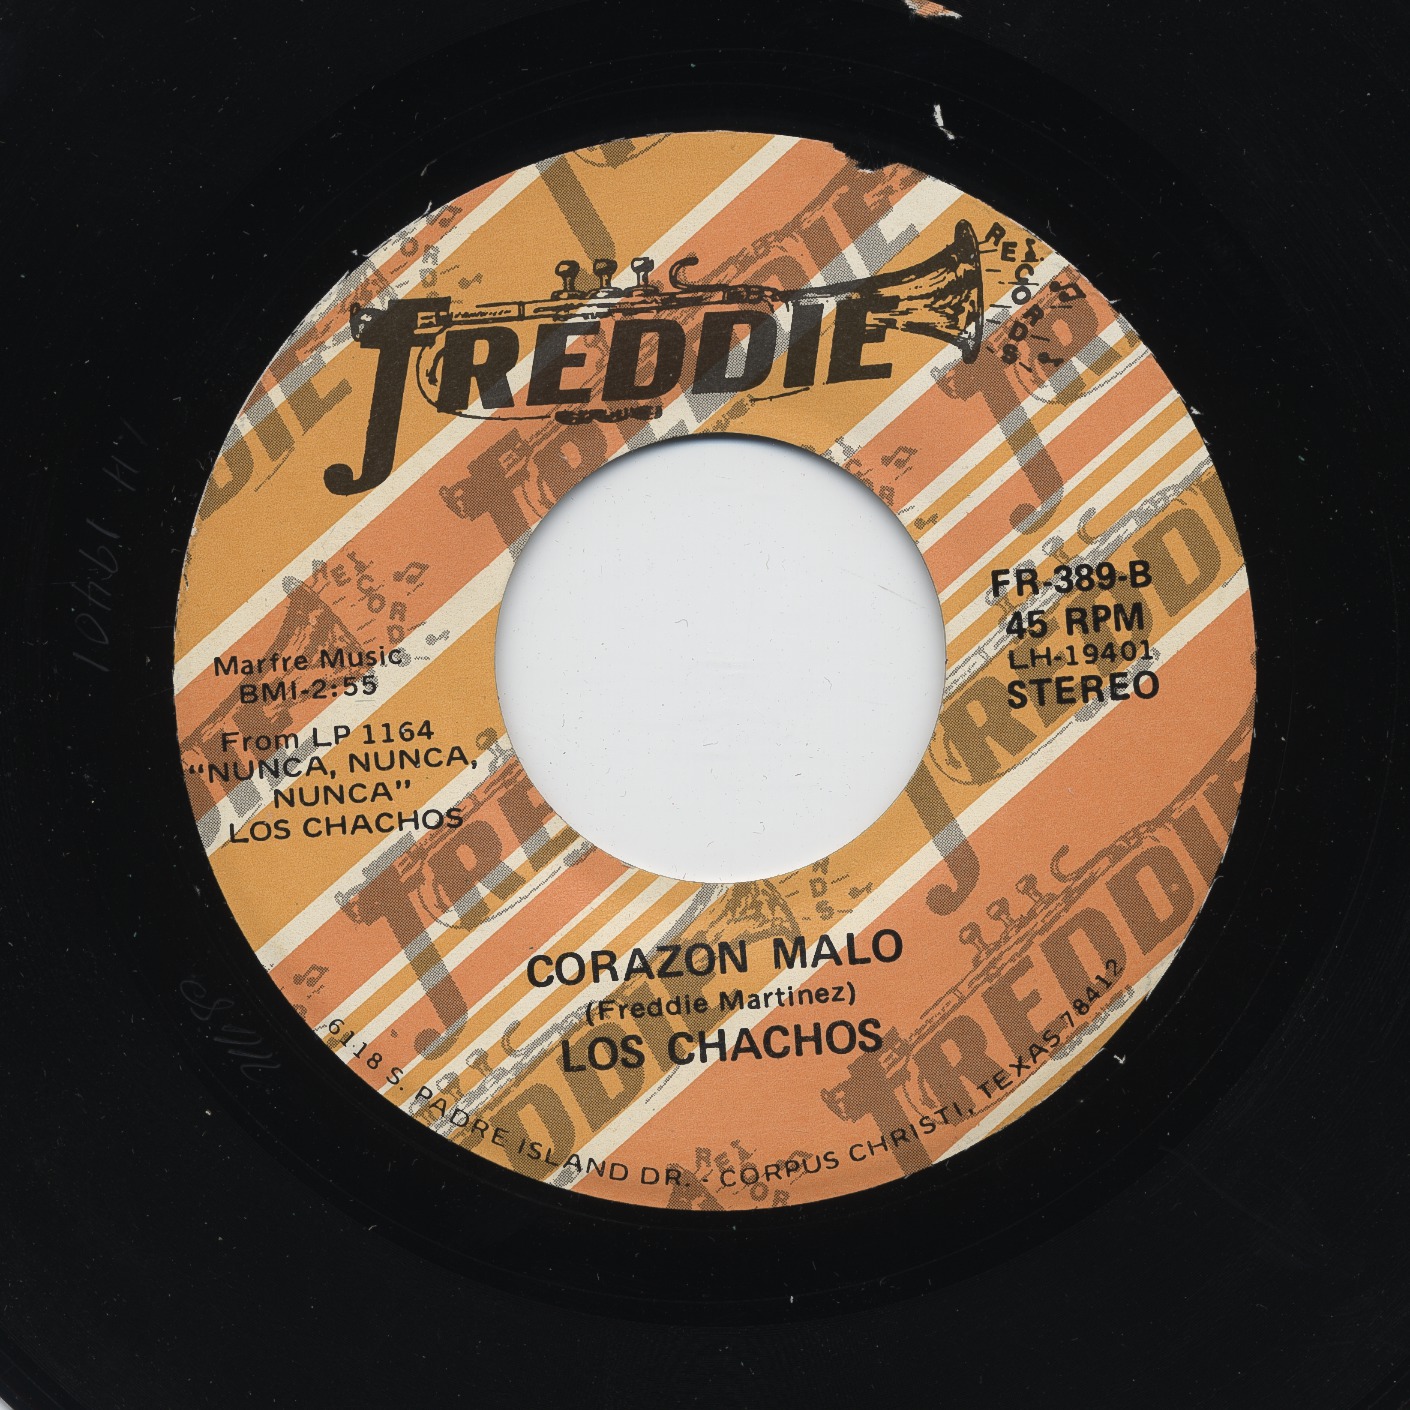 FREDDIE
RECORDS
FR-389-B
45 RPM
LH-19401
STEREO
Marfre Music
BMI-2:55
From LP 1164
"NUNCA, NUNCA,
NUNCA"
LOS CHACHOS
CORAZON MALO
(Freddie Martinez)
LOS CHACHOS
6118 S. PADRE ISLAND DR. - CORPUS CHRISTI, TEXAS 78412